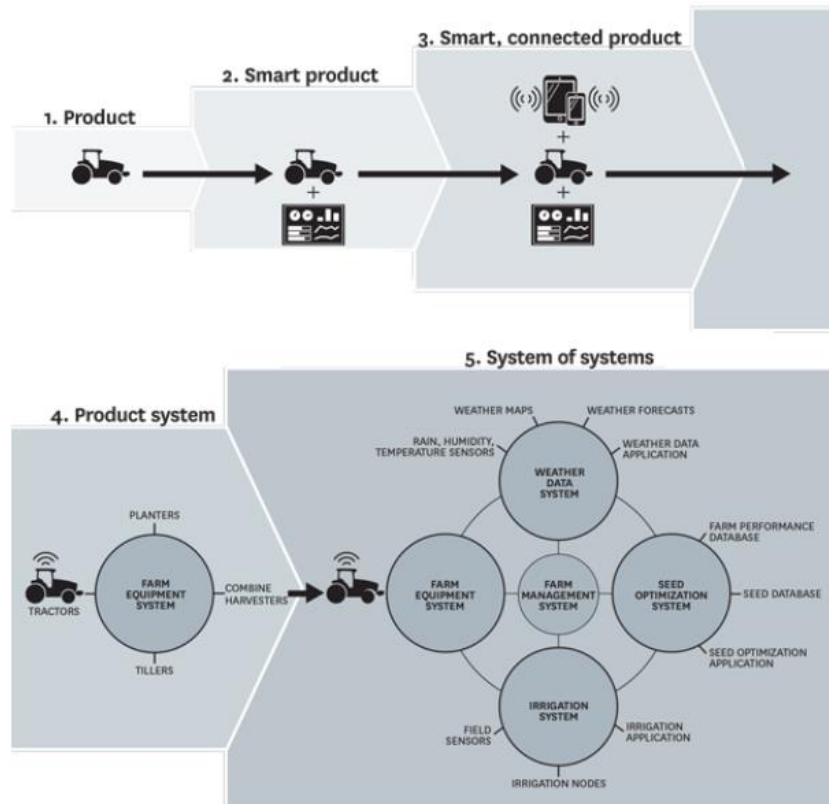 3. Smart, connected product
2. Smart product
1. Product
+
+
+
5. System of systems
4. Product system
WEATHER MAPS
WEATHER FORECASTS
RAIN, HUMIDITY,
TEMPERATURE SENSORS
WEATHER DATA
APPLICATION
WEATHER
DATA
SYSTEM
PLANTERS
FARM PERFORMANCE
DATABASE
TRACTORS
FARM
EQUIPMENT
SYSTEM
COMBINE
HARVESTERS
FARM
EQUIPMENT
SYSTEM
FARM
MANAGEMENT
SYSTEM
SEED
OPTIMIZATION
SYSTEM
SEED DATABASE
TILLERS
SEED OPTIMIZATION
APPLICATION
IRRIGATION
SYSTEM
FIELD
SENSORS
IRRIGATION
APPLICATION
IRRIGATION NODES